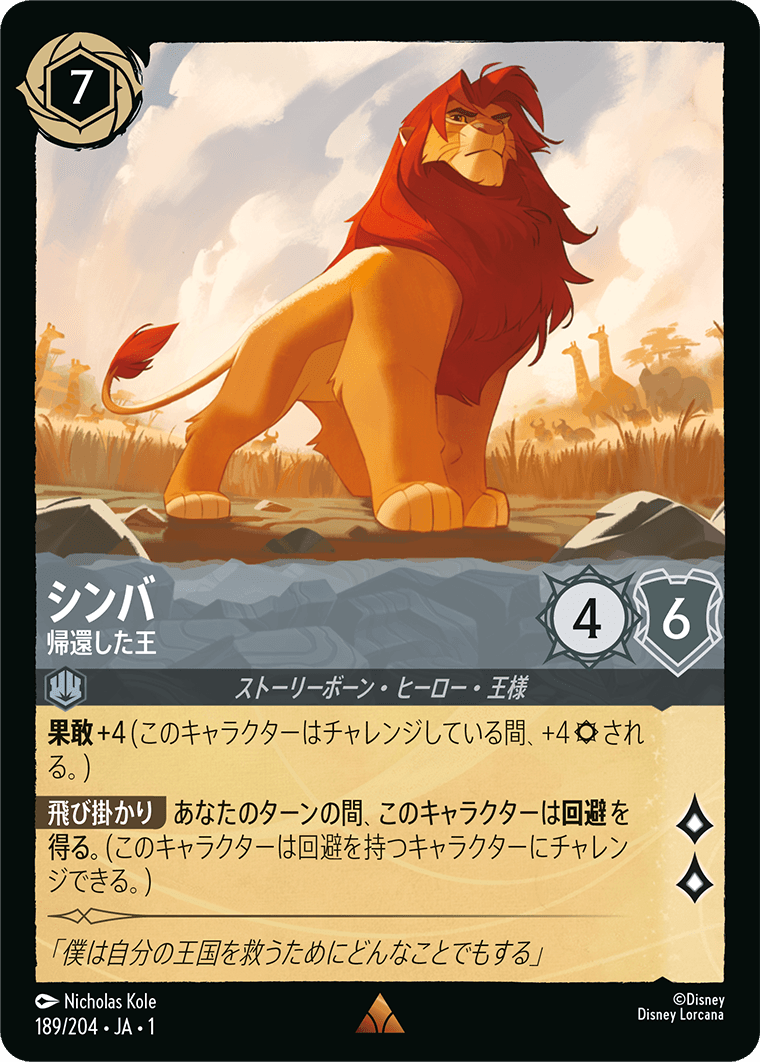 7
シンバ
帰還した王
4
6
ストーリーボーン・ヒーロー・王様
果敢 +4 (このキャラクターはチャレンジしている間、+4 され
る。)
飛び掛かり あなたのターンの間、このキャラクターは回避を
得る。(このキャラクターは回避を持つキャラクターにチャレン
ジできる。)
「僕は自分の王国を救うためにどんなことでもする」
Nicholas Kole
189/204・JA・1
©Disney
Disney Lorcana